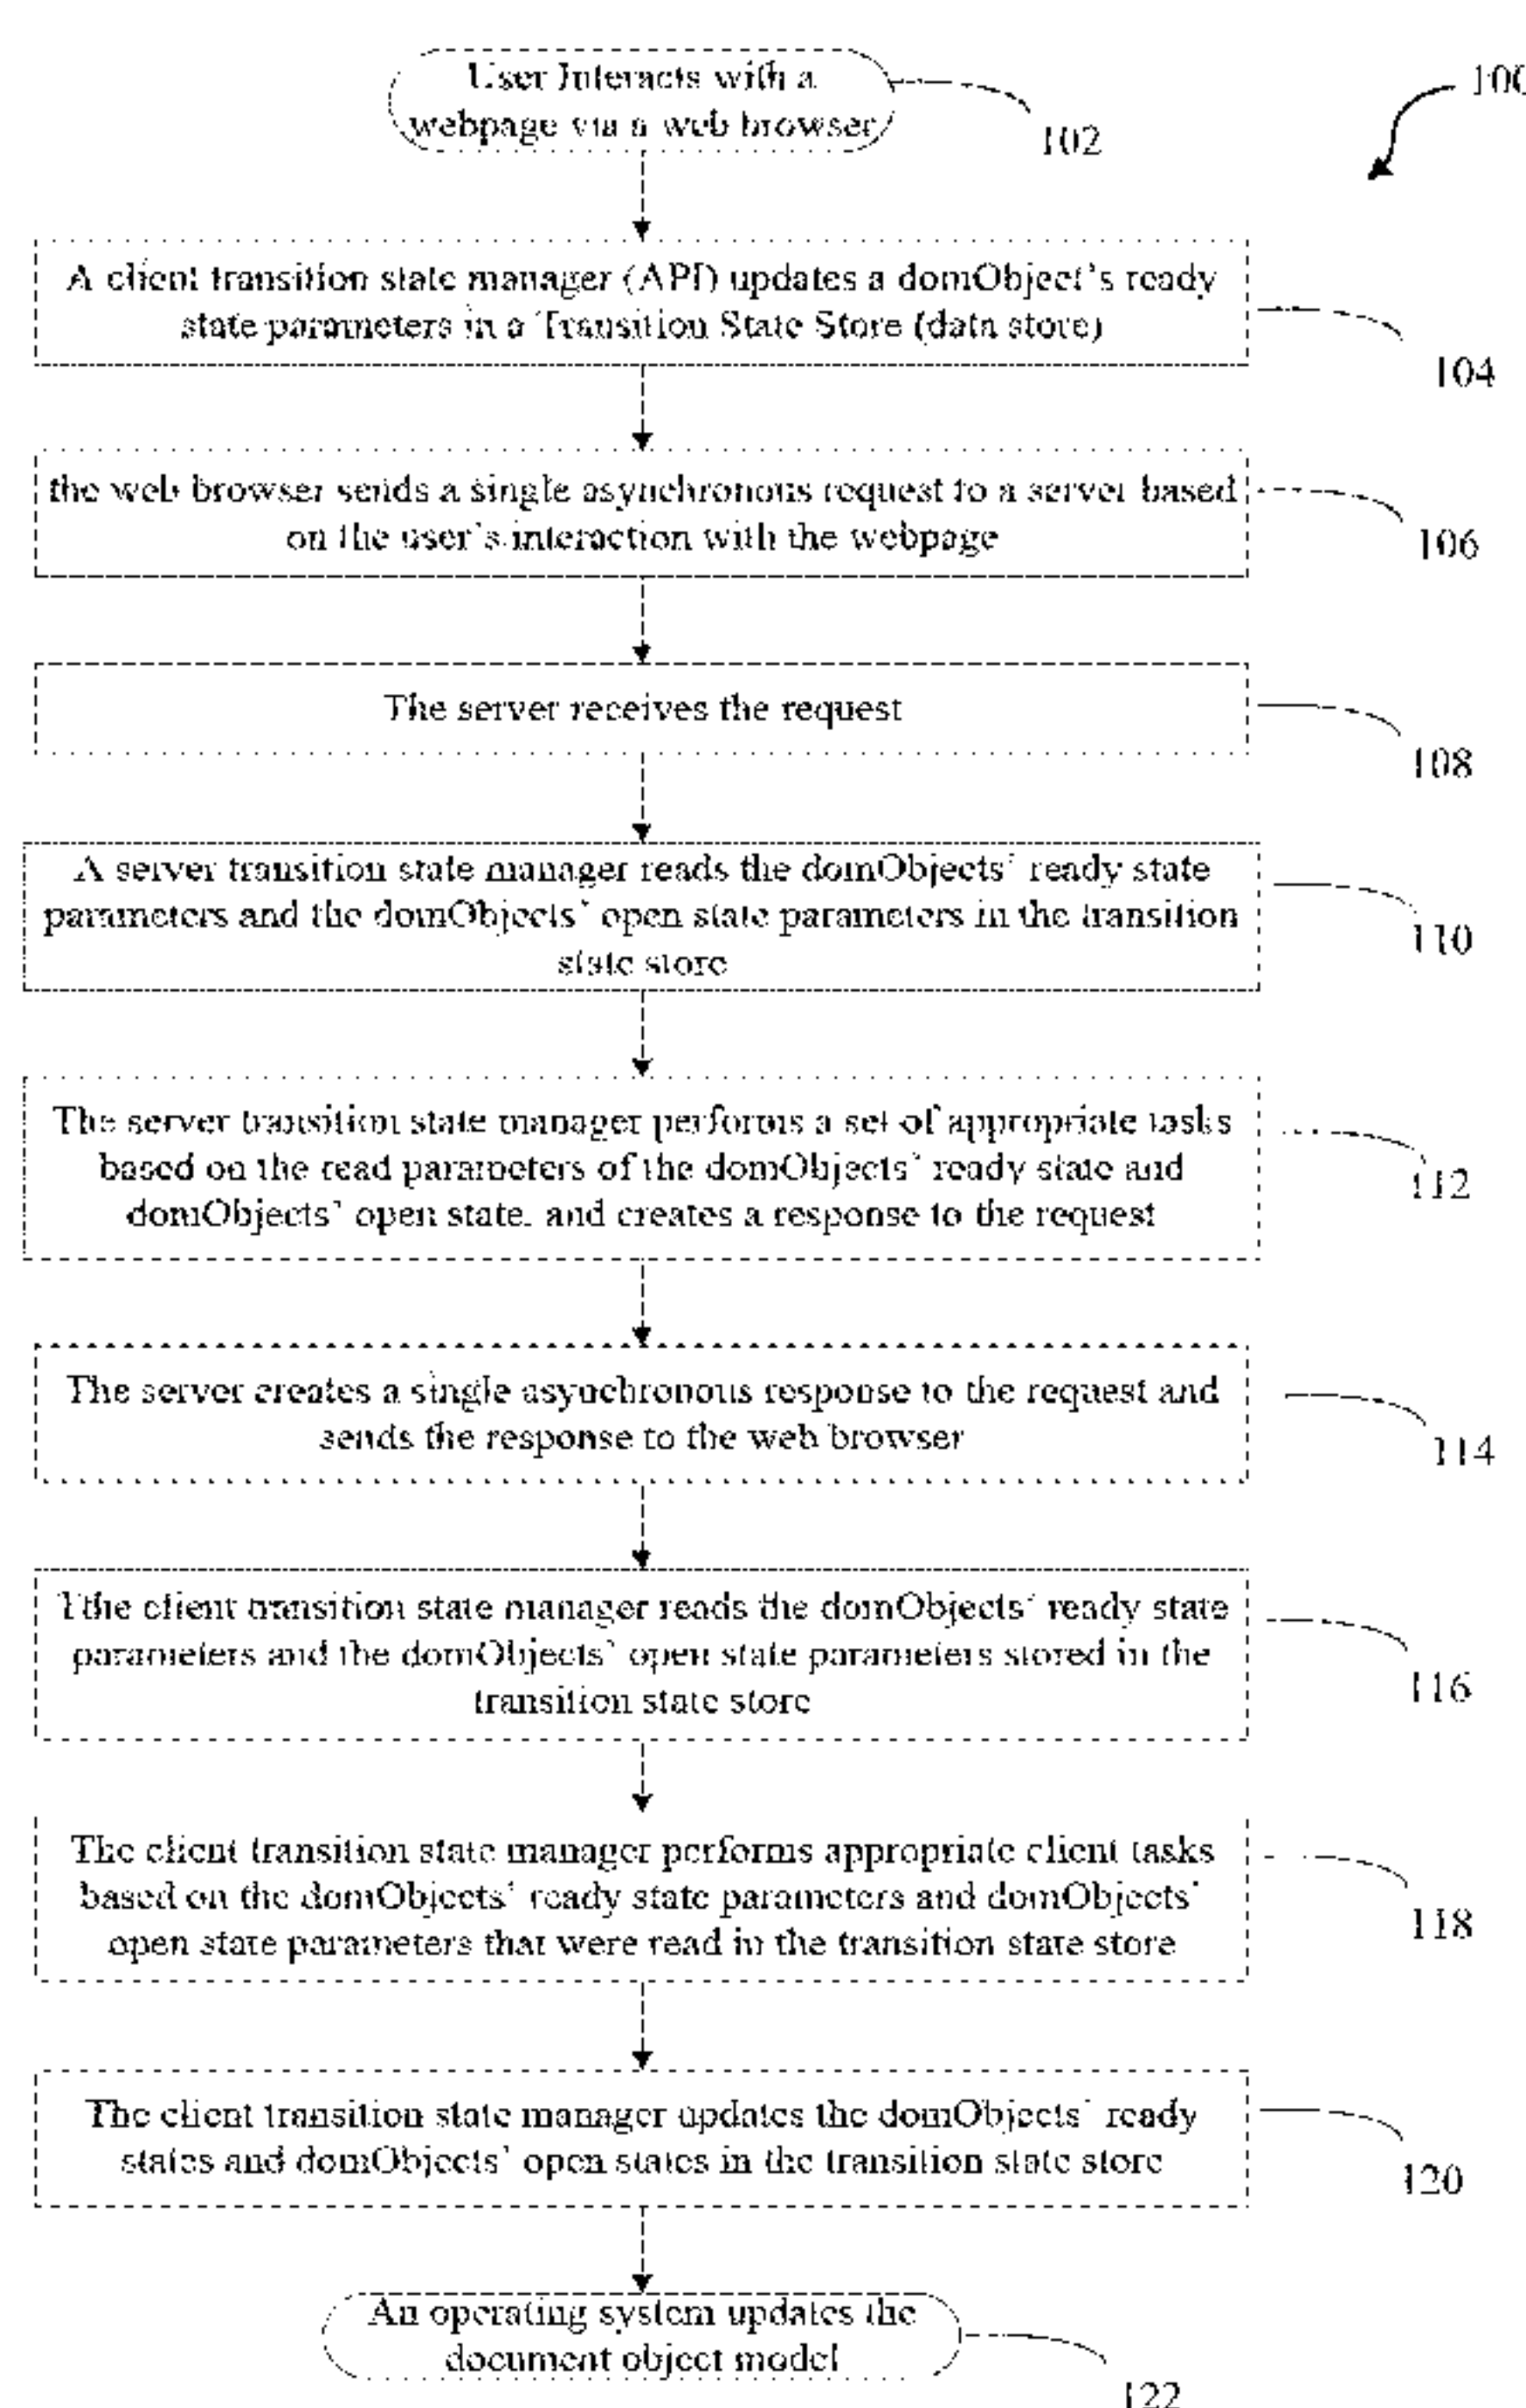 User Interacts with a
webpage via a web browser
100
102
A client transition state manager (API) updates a domObject's ready
state parameters in a Transition State Store (data store)
104
the web browser sends a single asynchronous request to a server based
on the user's interaction with the webpage
106
The server receives the request
108
A server transition state manager reads the domObjects' ready state
parameters and the domObjects' open state parameters in the transition
state store
110
The server transition state manager performs a set of appropriate tasks
based on the read parameters of the domObjects' ready state and
domObjects' open state, and creates a response to the request
112
The server creates a single asynchronous response to the request and
sends the response to the web browser
114
Tthe client transition state manager reads the domObjects' ready state
parameters and the domObjects' open state parameters stored in the
transition state store
116
The client transition state manager performs appropriate client tasks
based on the domObjects' ready state parameters and domObjects'
open state parameters that were read in the transition state store
118
The client transition state manager updates the domObjects' ready
states and domObjects' open states in the transition state store
120
An operating system updates the
document object model
122